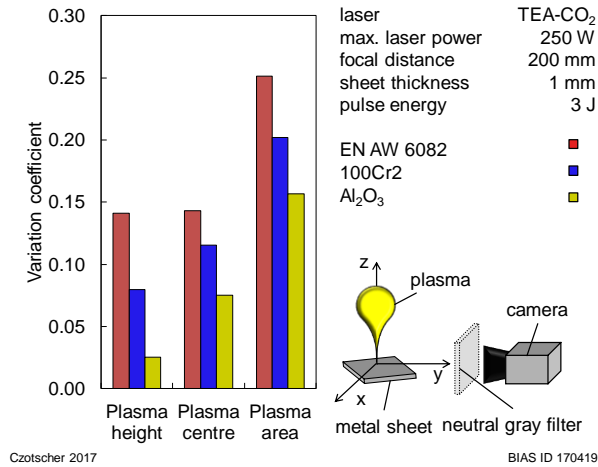 0.30
0.25
0.20
0.15
0.10
0.05
0.00
Variation coefficient
Plasma height
Plasma centre
Plasma area
laser TEA-CO₂
max. laser power 250 W
focal distance 200 mm
sheet thickness 1 mm
pulse energy 3 J
EN AW 6082
100Cr2
Al₂O₃
z
plasma
camera
y
x
metal sheet
neutral gray filter
Czotscher 2017
BIAS ID 170419